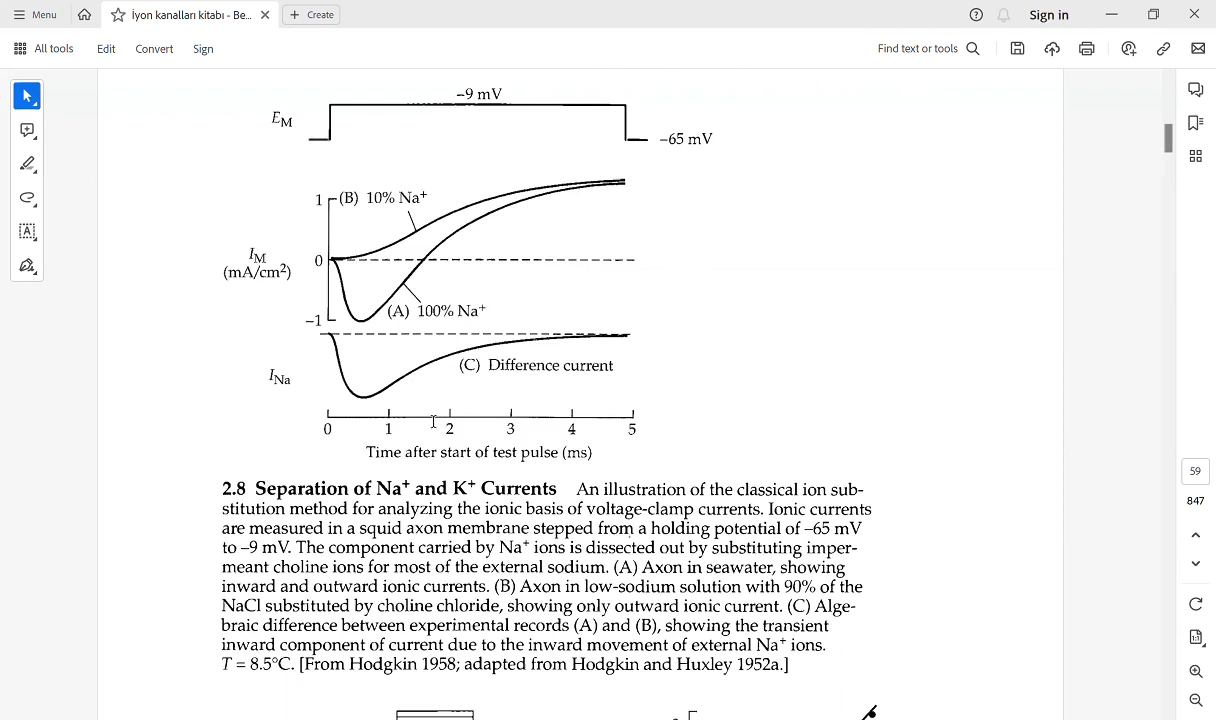 Menu
İyon kanalları kitabı - Be...
Create
Sign in
All tools
Edit
Convert
Sign
Find text or tools
–9 mV
EM
–65 mV
1
(B) 10% Na+
IM
(mA/cm2)
0
(A) 100% Na+
–1
(C) Difference current
INa
0 1 2 3 4 5
Time after start of test pulse (ms)
2.8 Separation of Na+ and K+ Currents An illustration of the classical ion sub-
stitution method for analyzing the ionic basis of voltage-clamp currents. Ionic currents
are measured in a squid axon membrane stepped from a holding potential of –65 mV
to –9 mV. The component carried by Na+ ions is dissected out by substituting imper-
meant choline ions for most of the external sodium. (A) Axon in seawater, showing
inward and outward ionic currents. (B) Axon in low-sodium solution with 90% of the
NaCl substituted by choline chloride, showing only outward ionic current. (C) Alge-
braic difference between experimental records (A) and (B), showing the transient
inward component of current due to the inward movement of external Na+ ions.
T = 8.5°C. [From Hodgkin 1958; adapted from Hodgkin and Huxley 1952a.]
59
847